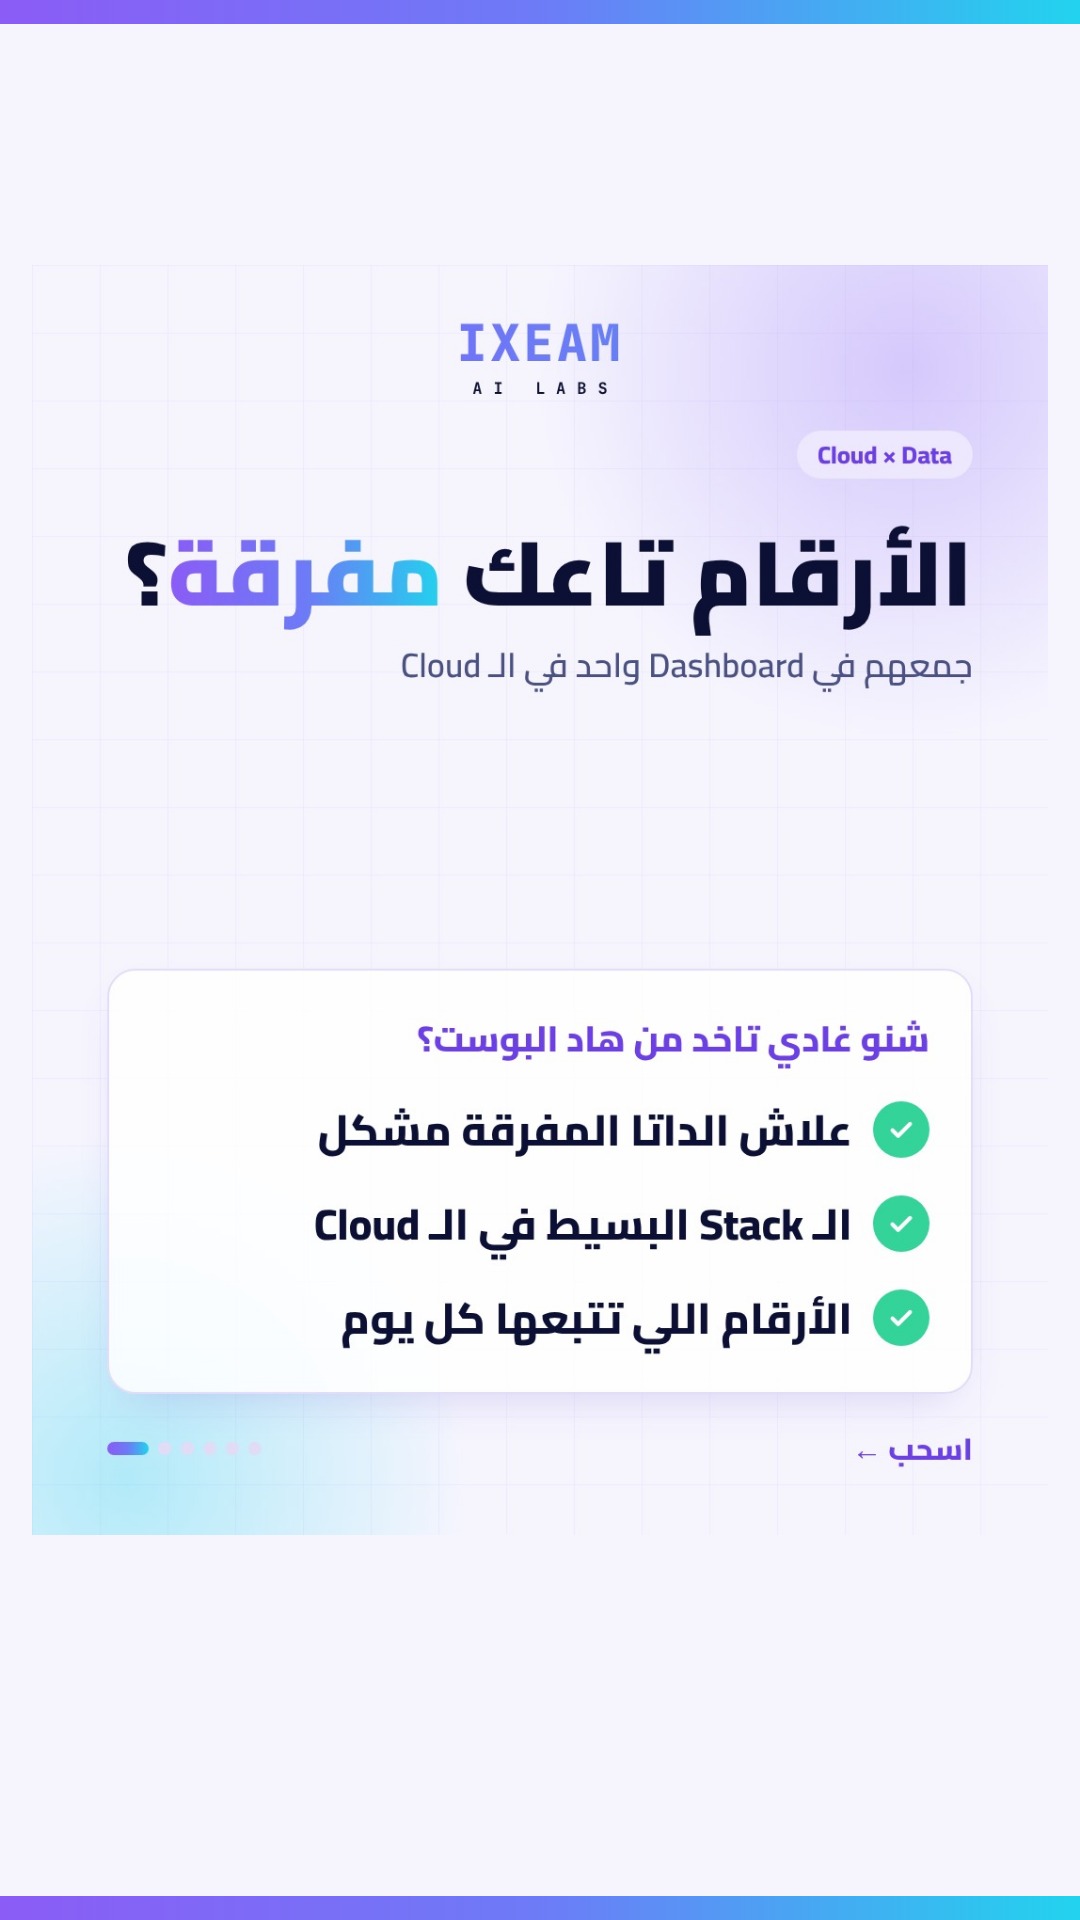 IXEAM
AI LABS
Cloud × Data
الأرقام تاعك مفرقة؟
جمعهم في Dashboard واحد في الـ Cloud
شنو غادي تاخد من هاد البوست؟
علاش الداتا المفرقة مشكل
الـ Stack البسيط في الـ Cloud
الأرقام اللي تتبعها كل يوم
اسحب ←